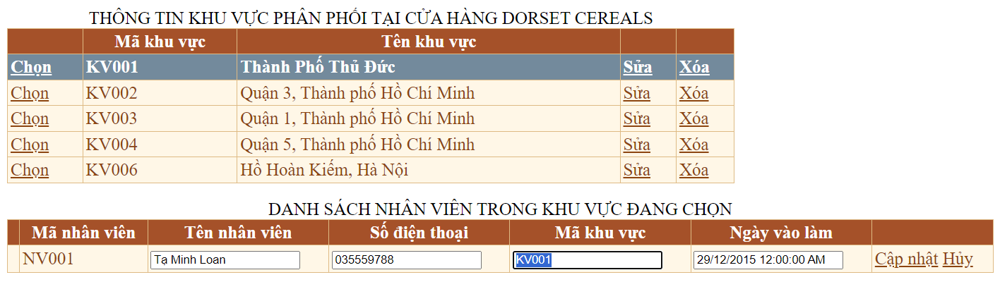 THÔNG TIN KHU VỰC PHÂN PHỐI TẠI CỬA HÀNG DORSET CEREALS
Mã khu vực Tên khu vực
Chọn KV001 Thành Phố Thủ Đức Sửa Xóa
Chọn KV002 Quận 3, Thành phố Hồ Chí Minh Sửa Xóa
Chọn KV003 Quận 1, Thành phố Hồ Chí Minh Sửa Xóa
Chọn KV004 Quận 5, Thành phố Hồ Chí Minh Sửa Xóa
Chọn KV006 Hồ Hoàn Kiếm, Hà Nội Sửa Xóa
DANH SÁCH NHÂN VIÊN TRONG KHU VỰC ĐANG CHỌN
Mã nhân viên Tên nhân viên Số điện thoại Mã khu vực Ngày vào làm
NV001 Tạ Minh Loan 035559788 KV001 29/12/2015 12:00:00 AM Cập nhật Hủy